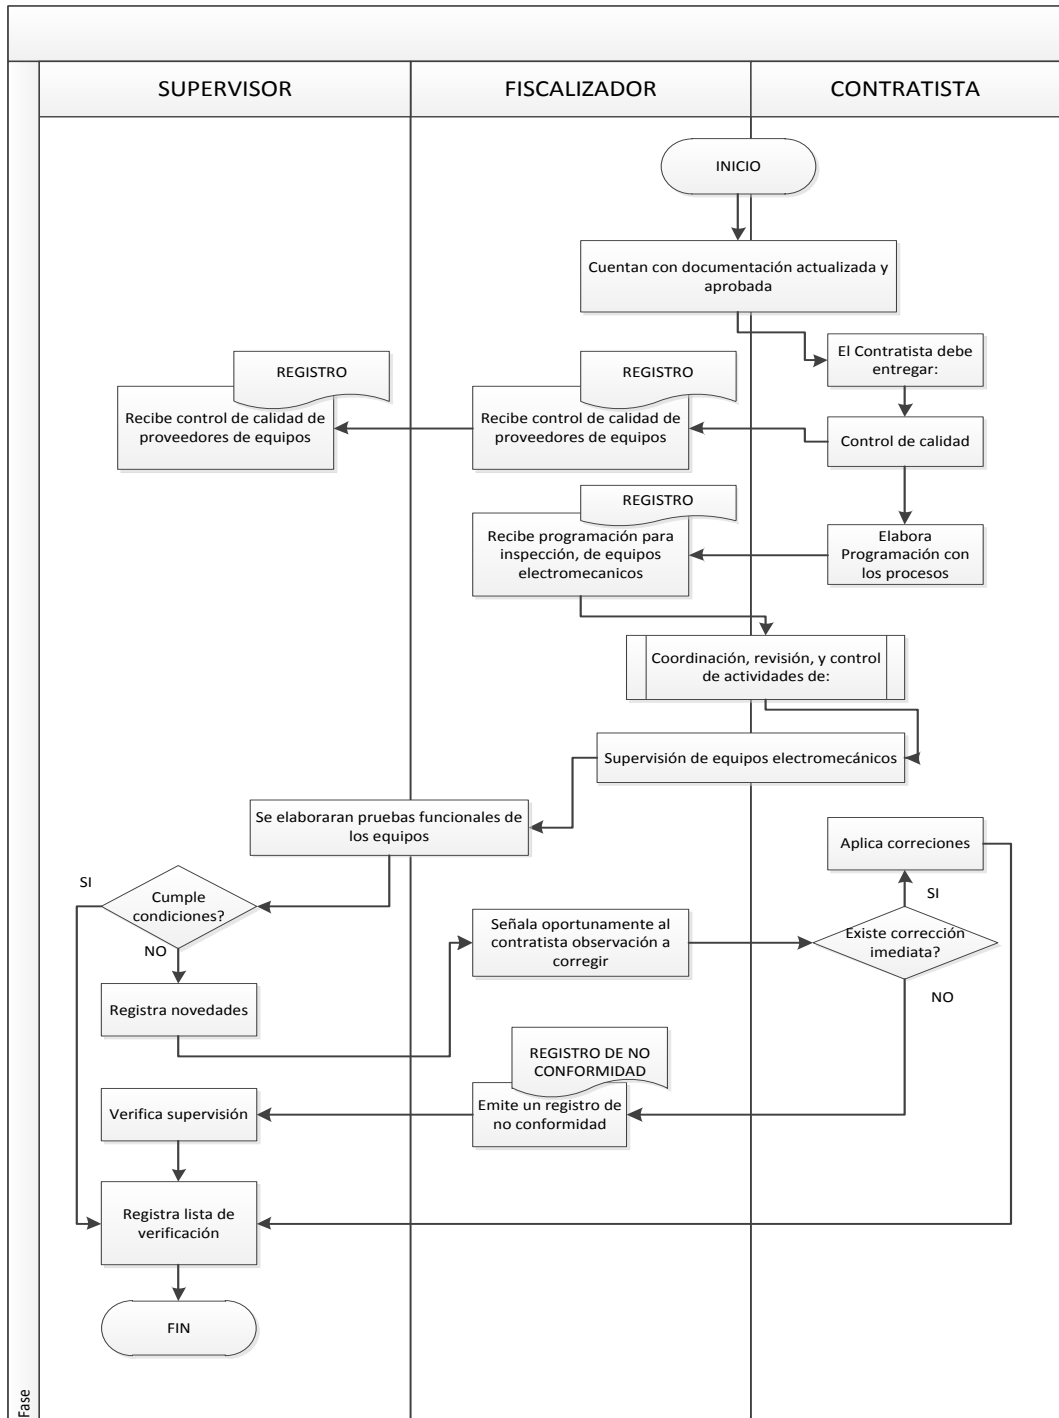 SUPERVISOR
FISCALIZADOR
CONTRATISTA
INICIO
Cuentan con documentación actualizada y
aprobada
El Contratista debe
entregar:
REGISTRO
Recibe control de calidad de
proveedores de equipos
REGISTRO
Recibe control de calidad de
proveedores de equipos
Control de calidad
REGISTRO
Recibe programación para
inspección, de equipos
electromecanicos
Elabora
Programación con
los procesos
Coordinación, revisión, y control
de actividades de:
Supervisión de equipos electromecánicos
Se elaboraran pruebas funcionales de
los equipos
Aplica correciones
SI
Cumple
condiciones?
NO
SI
Señala oportunamente al
contratista observación a
corregir
Existe corrección
imediata?
NO
Registra novedades
REGISTRO DE NO
CONFORMIDAD
Emite un registro de
no conformidad
Verifica supervisión
Registra lista de
verificación
FIN
Fase